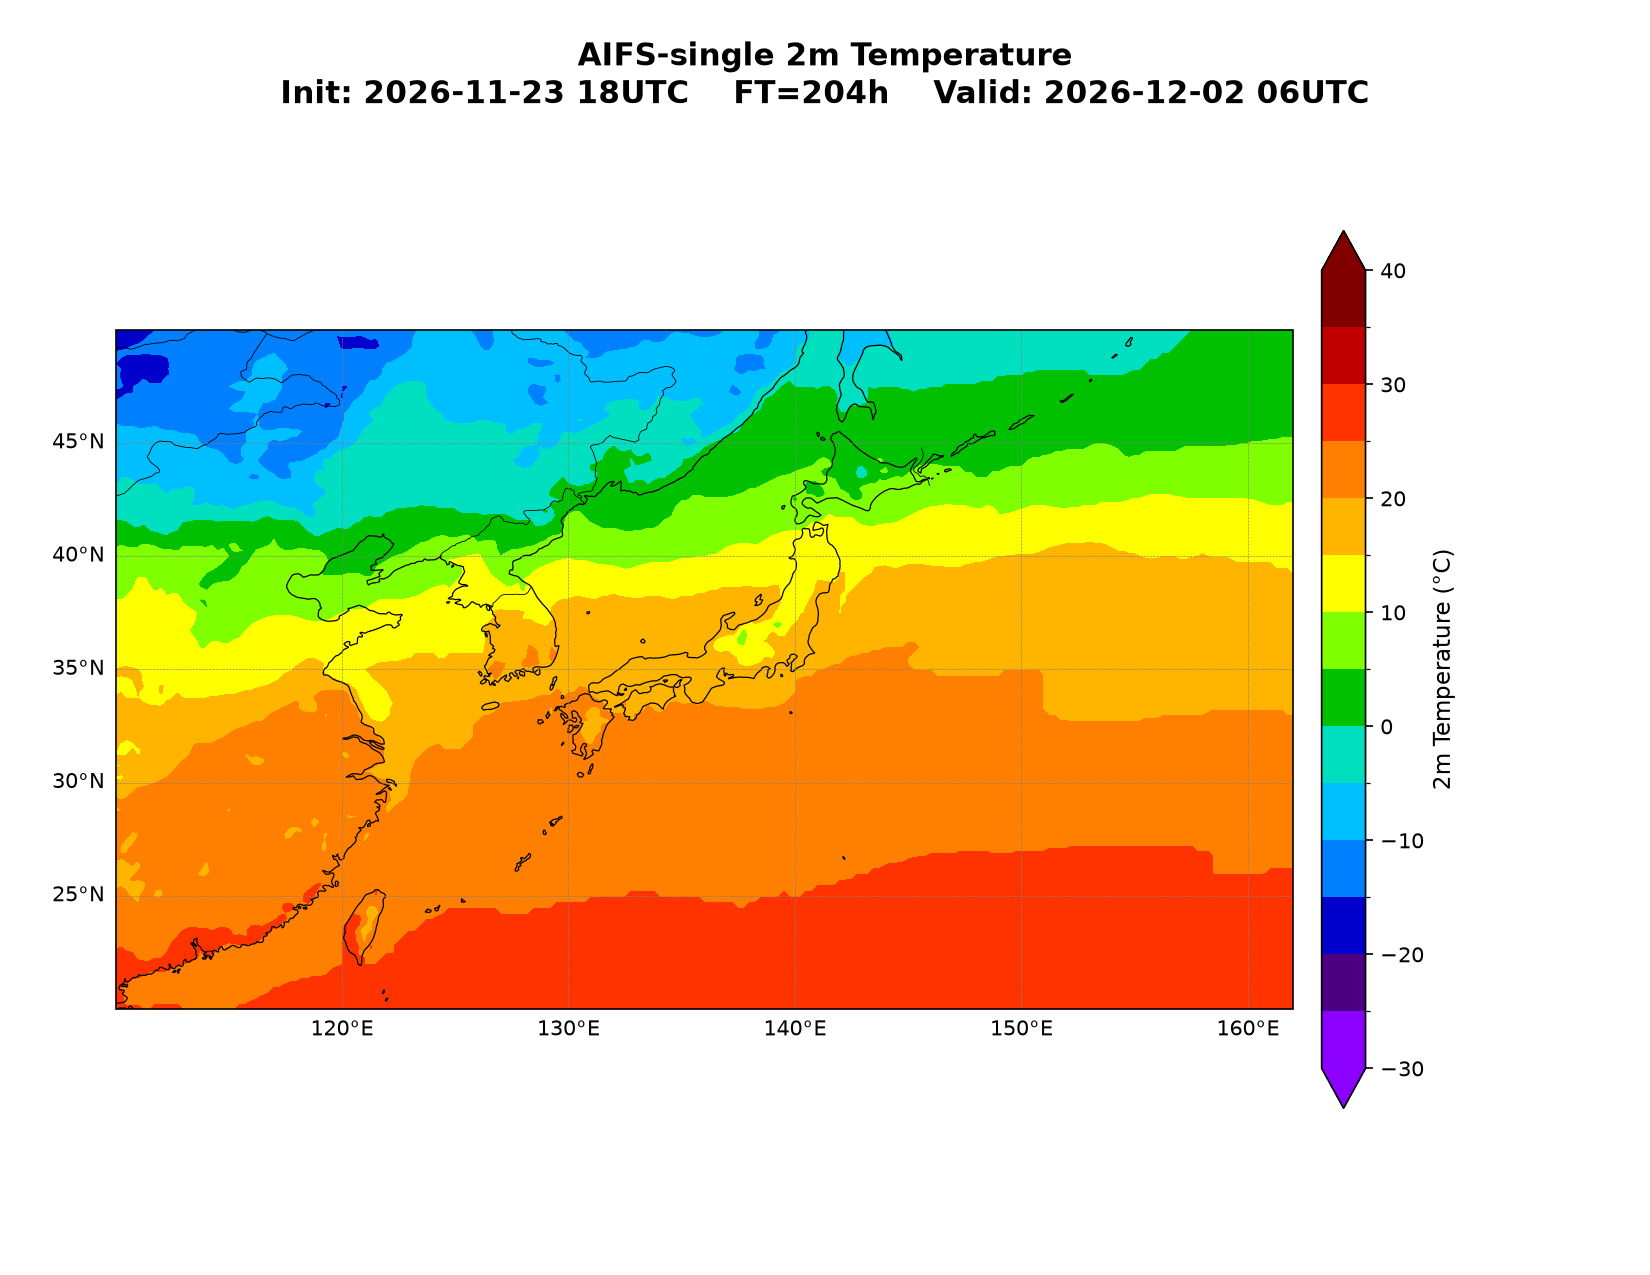 AIFS-single 2m Temperature
Init: 2026-11-23 18UTC    FT=204h    Valid: 2026-12-02 06UTC
45°N
40°N
35°N
30°N
25°N
120°E
130°E
140°E
150°E
160°E
40
30
20
10
0
−10
−20
−30
2m Temperature (°C)